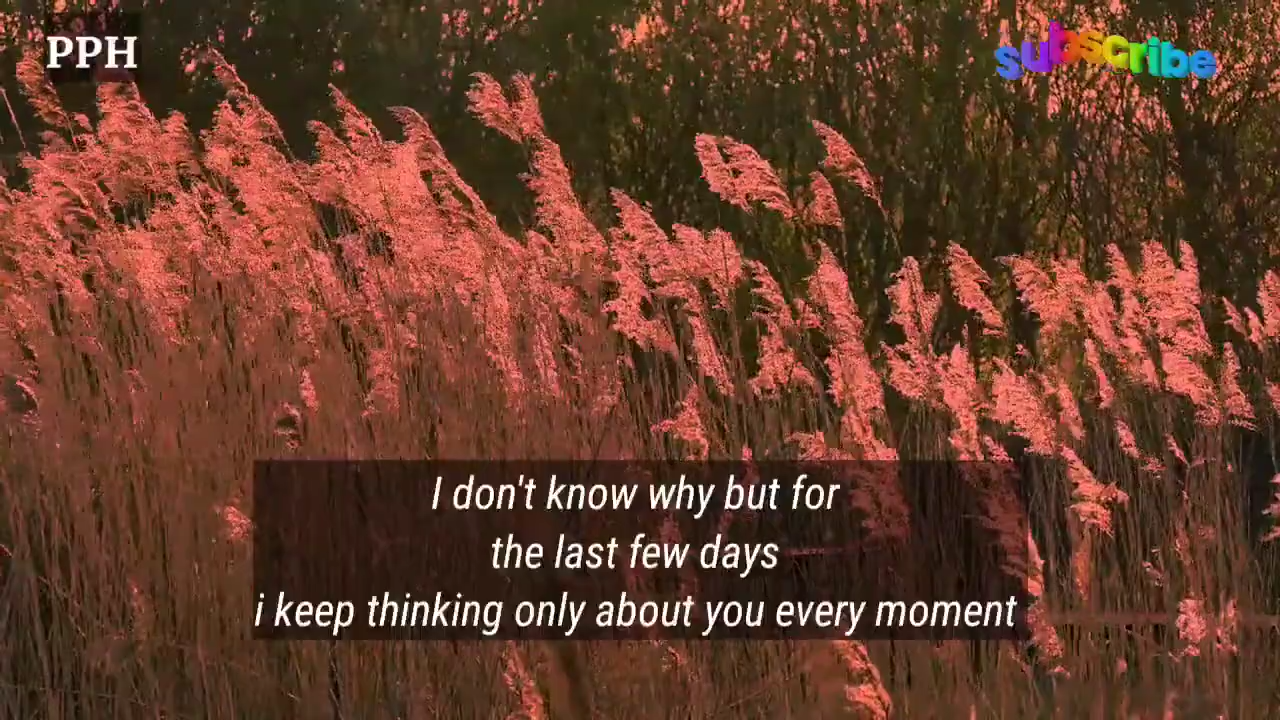 PPH
subscribe
I don't know why but for
the last few days
i keep thinking only about you every moment